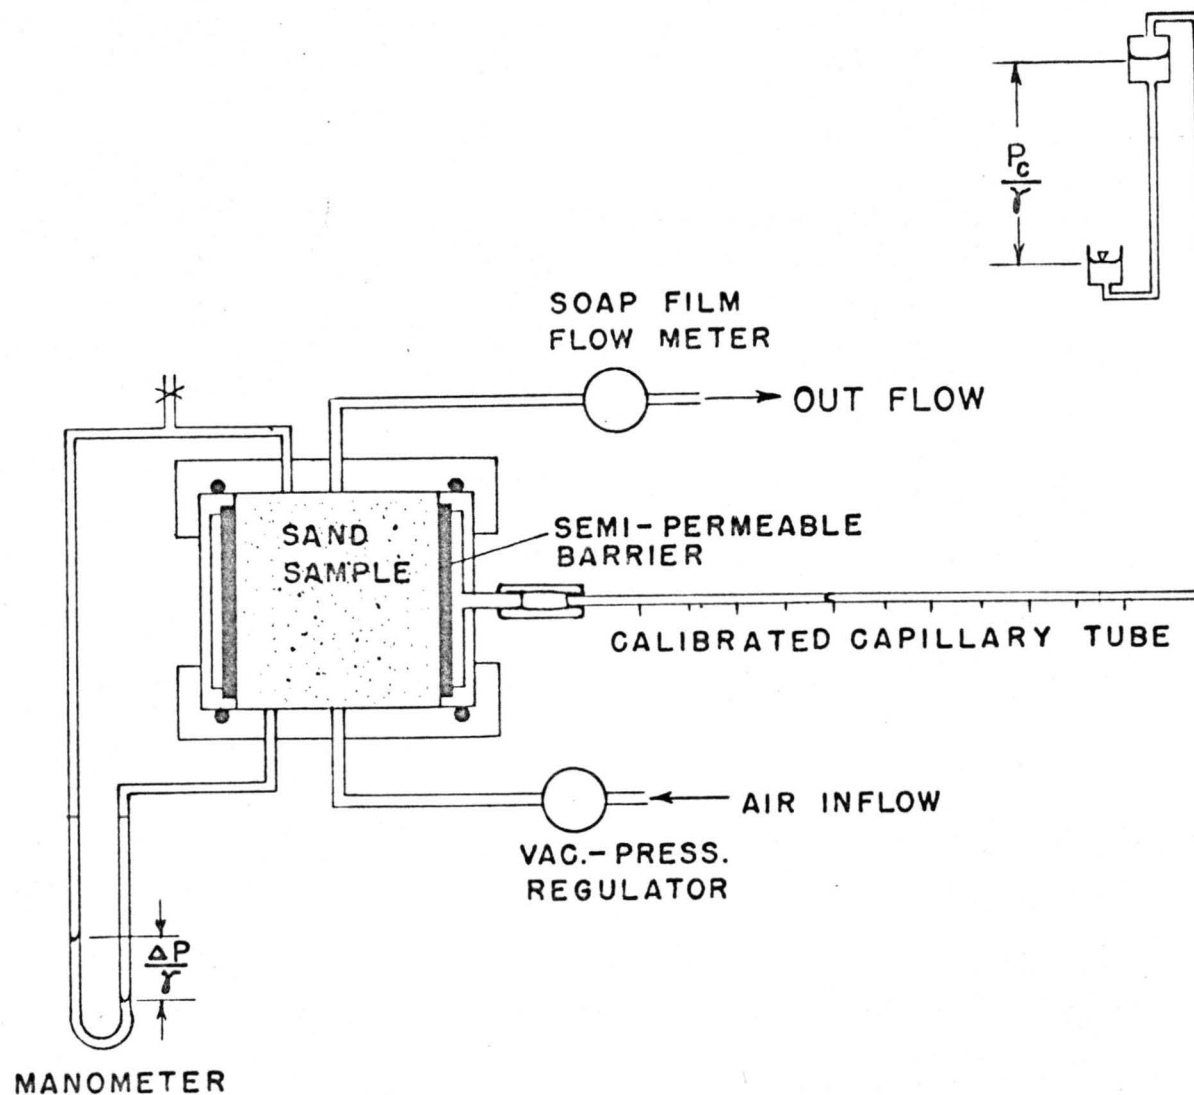 P_c
γ
SOAP FILM
FLOW METER
OUT FLOW
SAND
SAMPLE
SEMI-PERMEABLE
BARRIER
CALIBRATED CAPILLARY TUBE
AIR INFLOW
VAC.-PRESS.
REGULATOR
ΔP
γ
MANOMETER